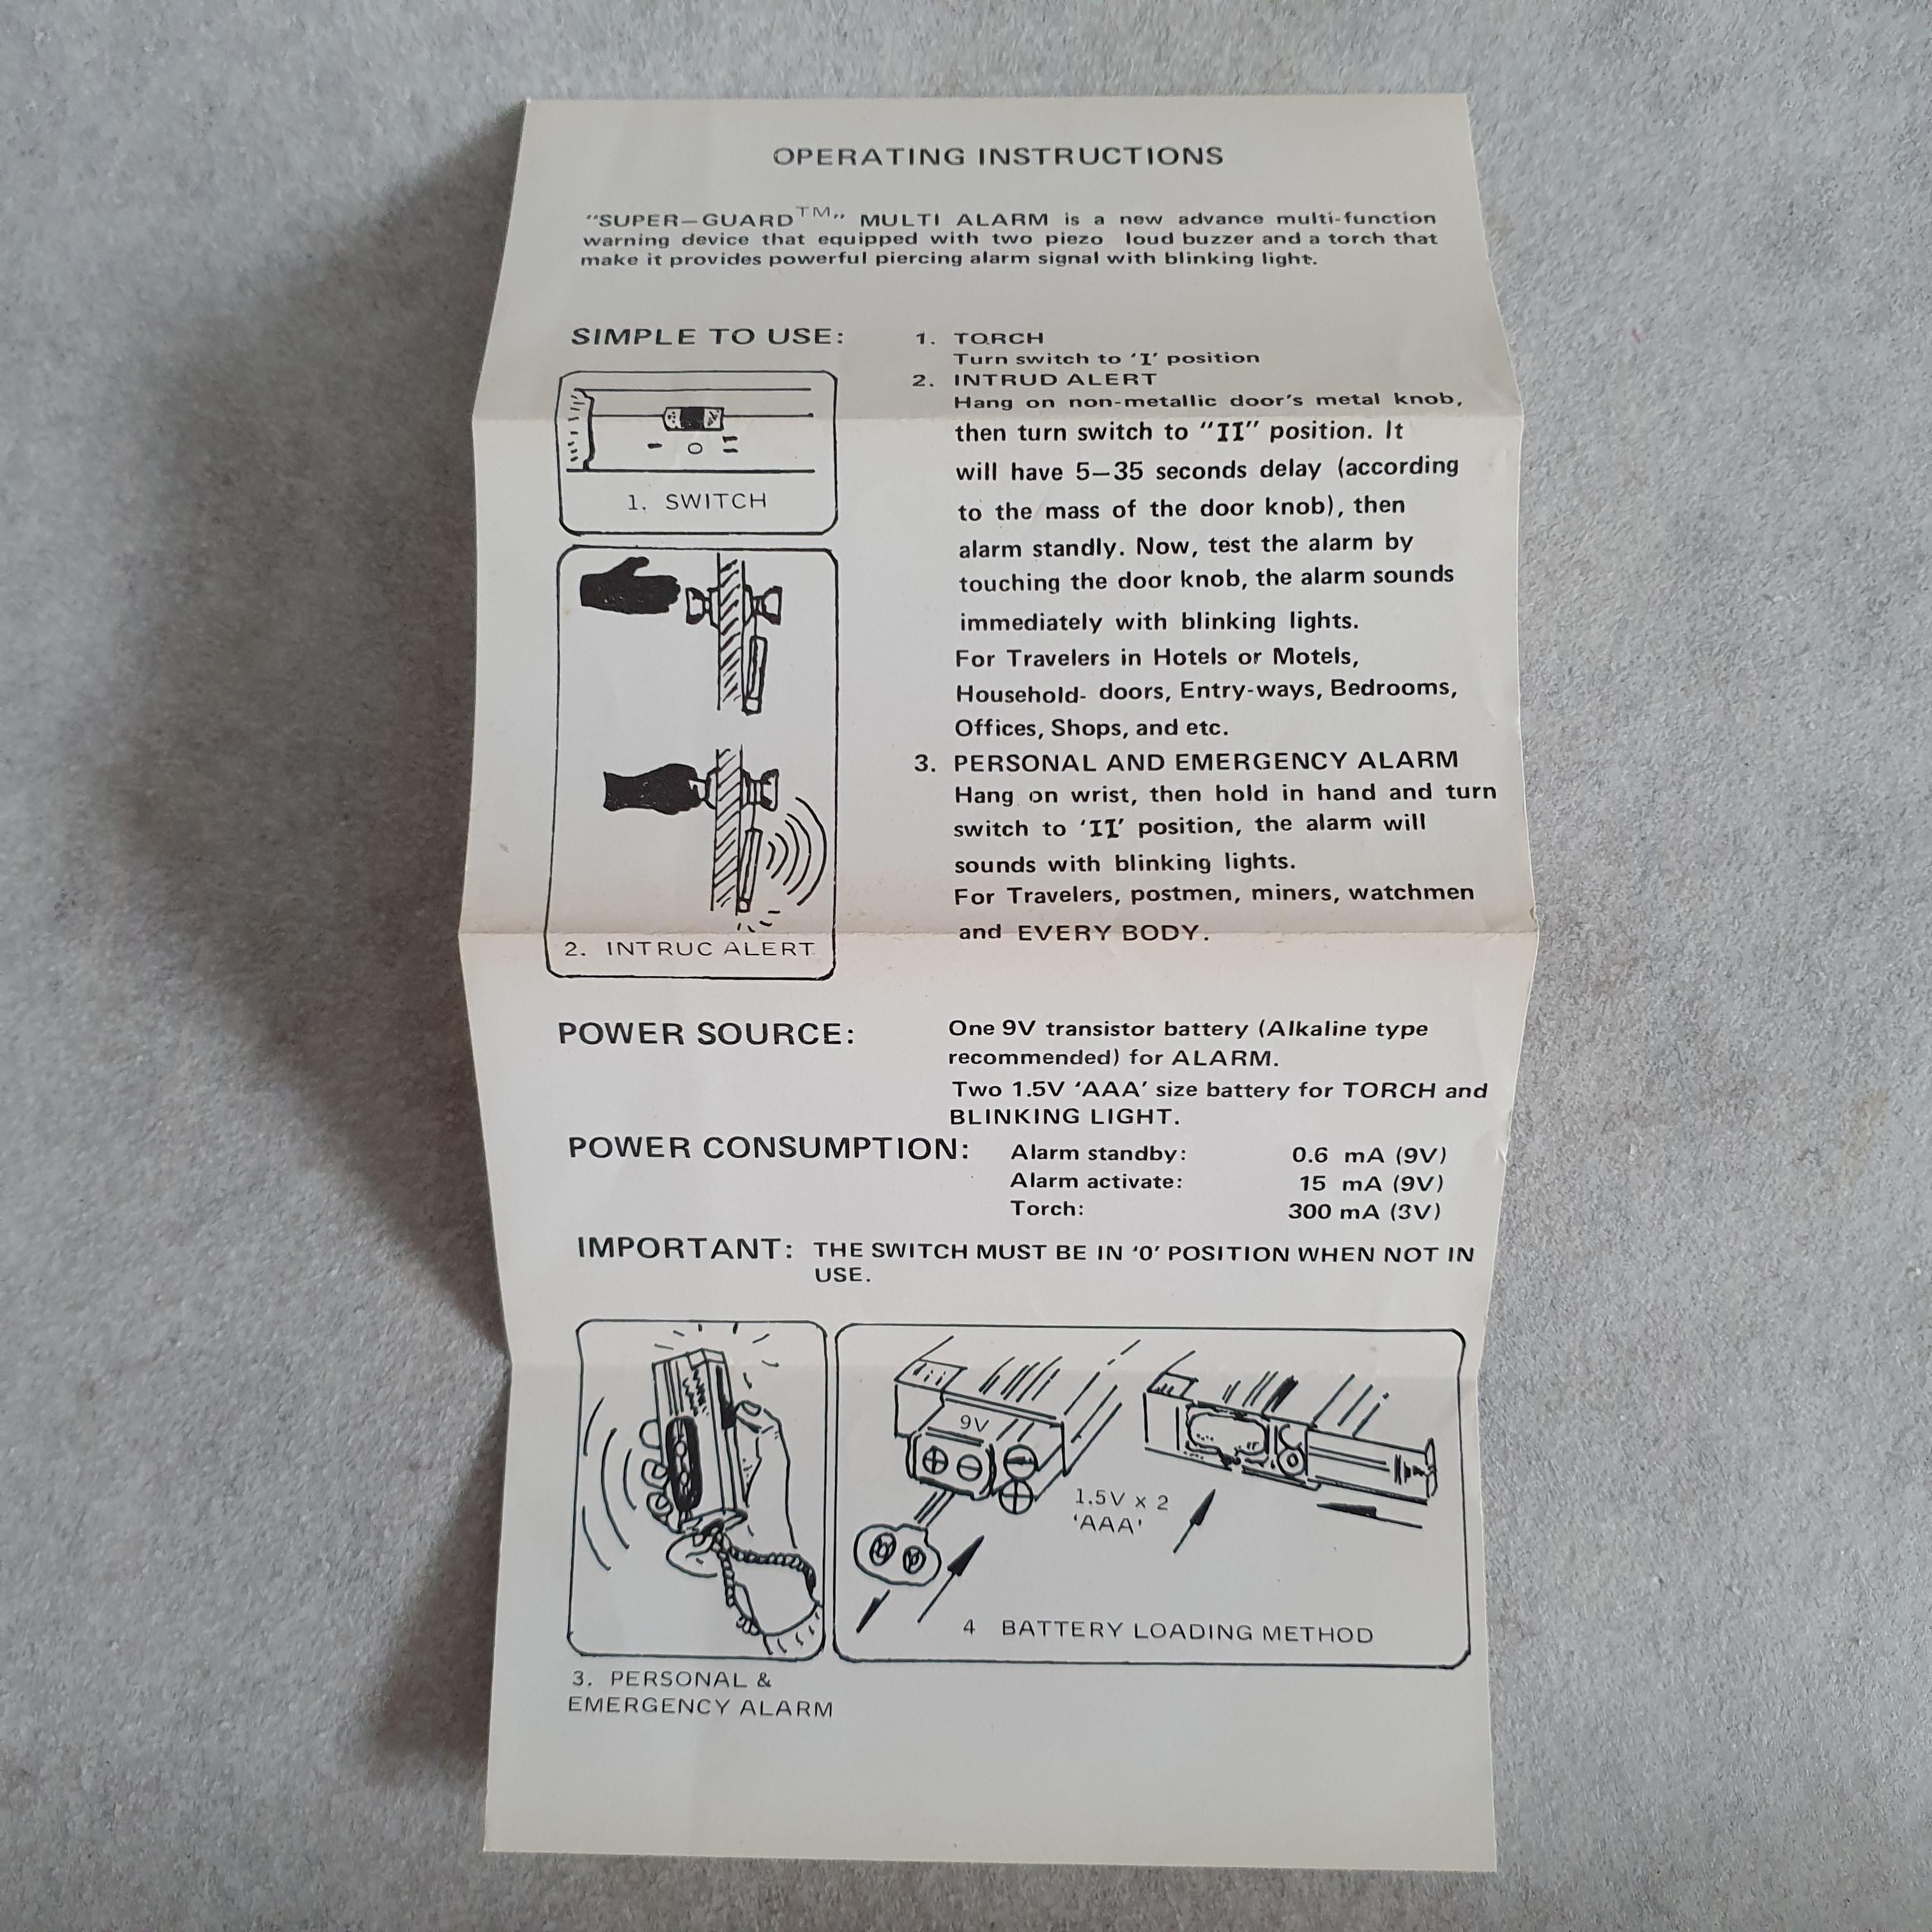 OPERATING INSTRUCTIONS
"SUPER–GUARD™" MULTI ALARM is a new advance multi-function
warning device that equipped with two piezo loud buzzer and a torch that
make it provides powerful piercing alarm signal with blinking light.
SIMPLE TO USE:
1. SWITCH
2. INTRUC ALERT
1. TORCH
Turn switch to 'I' position
2. INTRUD ALERT
Hang on non-metallic door's metal knob,
then turn switch to "II" position. It
will have 5–35 seconds delay (according
to the mass of the door knob), then
alarm standly. Now, test the alarm by
touching the door knob, the alarm sounds
immediately with blinking lights.
For Travelers in Hotels or Motels,
Household- doors, Entry-ways, Bedrooms,
Offices, Shops, and etc.
3. PERSONAL AND EMERGENCY ALARM
Hang on wrist, then hold in hand and turn
switch to 'II' position, the alarm will
sounds with blinking lights.
For Travelers, postmen, miners, watchmen
and EVERY BODY.
POWER SOURCE:
One 9V transistor battery (Alkaline type
recommended) for ALARM.
Two 1.5V 'AAA' size battery for TORCH and
BLINKING LIGHT.
POWER CONSUMPTION:
Alarm standby: 0.6 mA (9V)
Alarm activate: 15 mA (9V)
Torch: 300 mA (3V)
IMPORTANT: THE SWITCH MUST BE IN '0' POSITION WHEN NOT IN
USE.
9V
1.5V x 2
'AAA'
4 BATTERY LOADING METHOD
3. PERSONAL &
EMERGENCY ALARM